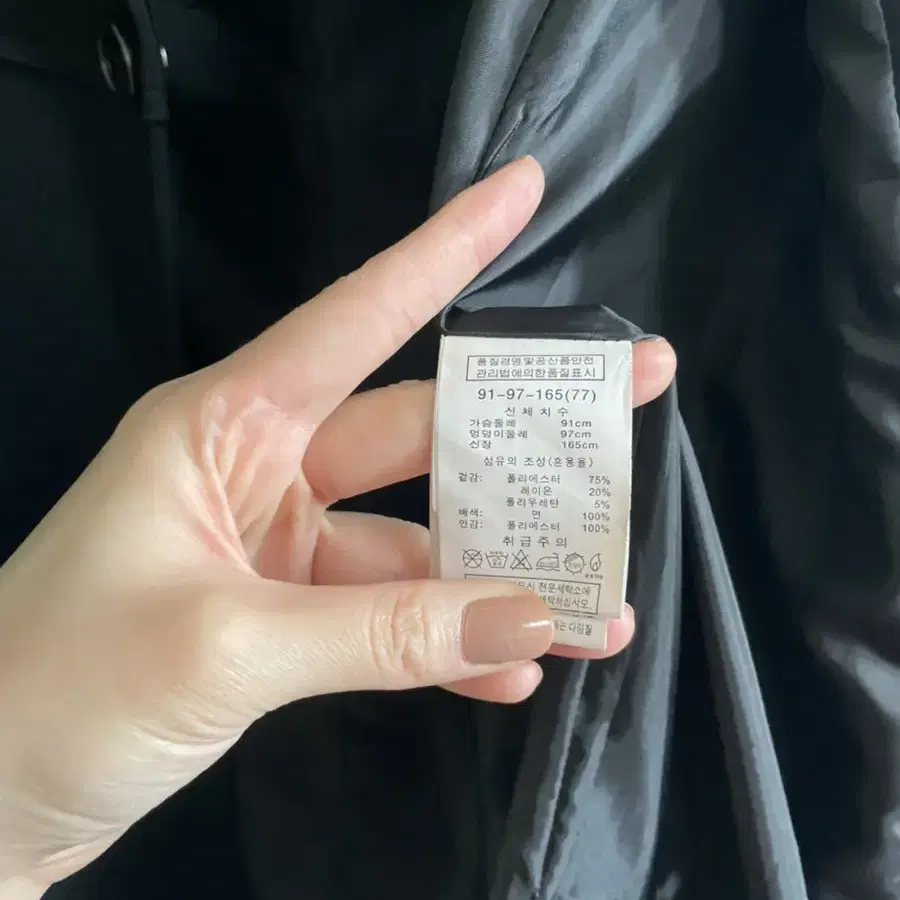 품질경영및공산품안전
관리법에의한품질표시
91-97-165(77)
신체치수
가슴둘레 91cm
엉덩이둘레 97cm
신장 165cm
섬유의 조성(혼용율)
겉감: 폴리에스터 75%
레이온 20%
폴리우레탄 5%
배색: 면 100%
안감: 폴리에스터 100%
취급주의
전문세탁소에
다림질